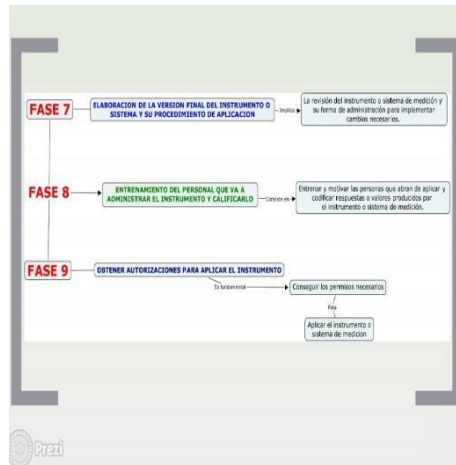 FASE 7
ELABORACION DE LA VERSION FINAL DEL INSTRUMENTO O
SISTEMA Y SU PROCEDIMIENTO DE APLICACION
Implica
La revisión del instrumento o sistema de medición y
su forma de administración para implementar
cambios necesarios.
FASE 8
ENTRENAMIENTO DEL PERSONAL QUE VA A
ADMINISTRAR EL INSTRUMENTO Y CALIFICARLO
Consiste en
Entrenar y motivar las personas que abran de aplicar y
codificar respuestas o valores producidos por
el instrumento o sistema de medición.
FASE 9
OBTENER AUTORIZACIONES PARA APLICAR EL INSTRUMENTO
Es fundamental
Conseguir los permisos necesarios
Para
Aplicar el instrumento o
sistema de medicion
Prezi